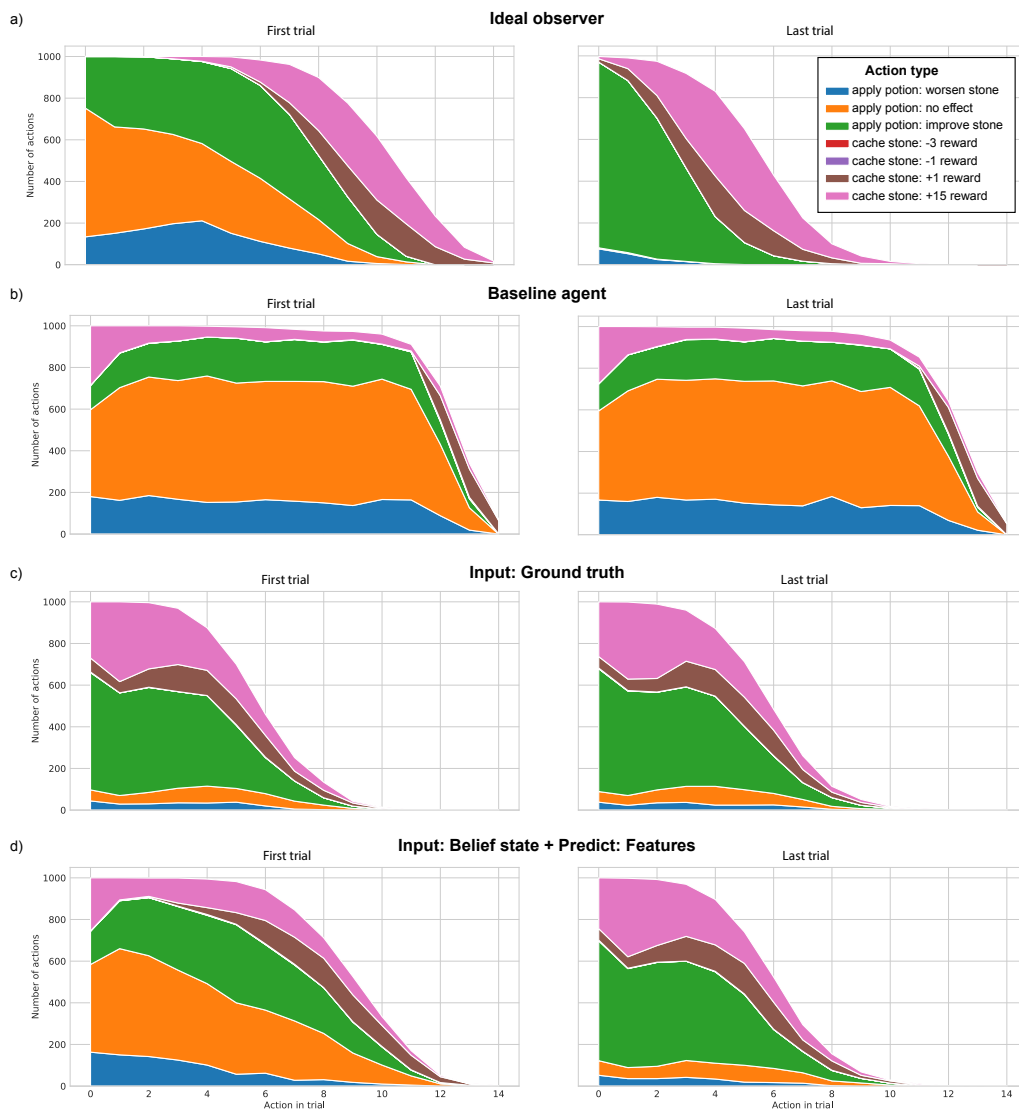 a)
Ideal observer
First trial
Last trial
Number of actions
1000
800
600
400
200
0
Action type
apply potion: worsen stone
apply potion: no effect
apply potion: improve stone
cache stone: -3 reward
cache stone: -1 reward
cache stone: +1 reward
cache stone: +15 reward
b)
Baseline agent
First trial
Last trial
Number of actions
1000
800
600
400
200
0
c)
Input: Ground truth
First trial
Last trial
Number of actions
1000
800
600
400
200
0
d)
Input: Belief state + Predict: Features
First trial
Last trial
Number of actions
1000
800
600
400
200
0
0 2 4 6 8 10 12 14
0 2 4 6 8 10 12 14
Action in trial
Action in trial